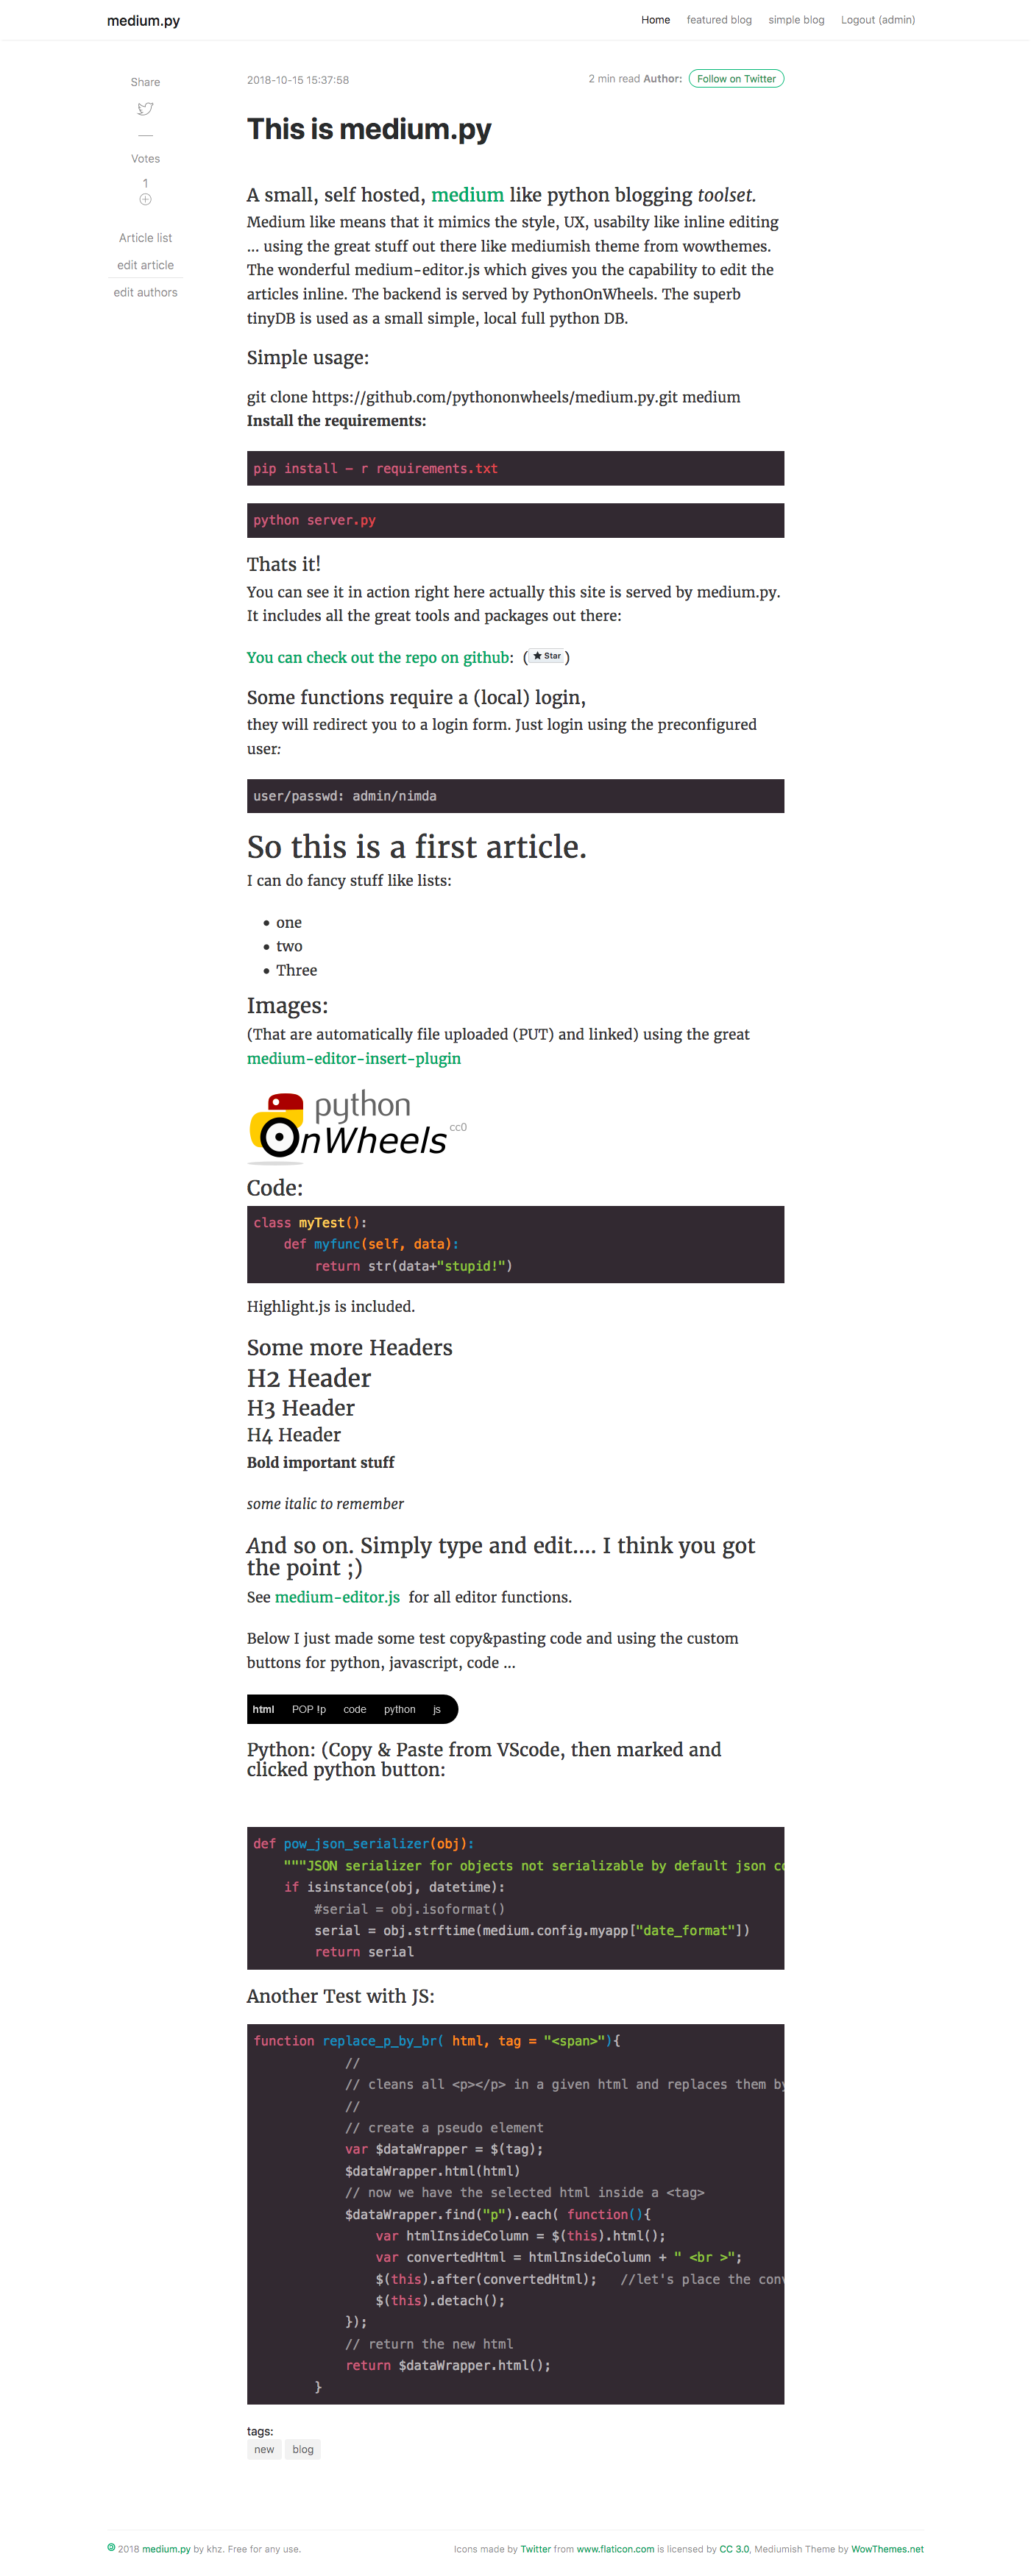 medium.py
Home featured blog simple blog Logout (admin)
Share
Votes
1
Article list
edit article
edit authors
2018-10-15 15:37:58
2 min read Author: Follow on Twitter
This is medium.py
A small, self hosted, medium like python blogging toolset.
Medium like means that it mimics the style, UX, usabilty like inline editing
... using the great stuff out there like mediumish theme from wowthemes.
The wonderful medium-editor.js which gives you the capability to edit the
articles inline. The backend is served by PythonOnWheels. The superb
tinyDB is used as a small simple, local full python DB.
Simple usage:
git clone https://github.com/pythononwheels/medium.py.git medium
Install the requirements:
pip install - r requirements.txt
python server.py
Thats it!
You can see it in action right here actually this site is served by medium.py.
It includes all the great tools and packages out there:
You can check out the repo on github: (★ Star)
Some functions require a (local) login,
they will redirect you to a login form. Just login using the preconfigured
user:
user/passwd: admin/nimda
So this is a first article.
I can do fancy stuff like lists:
• one
• two
• Three
Images:
(That are automatically file uploaded (PUT) and linked) using the great
medium-editor-insert-plugin
python
OnWheels cc0
Code:
class myTest():
    def myfunc(self, data):
        return str(data+"stupid!")
Highlight.js is included.
Some more Headers
H2 Header
H3 Header
H4 Header
Bold important stuff
some italic to remember
And so on. Simply type and edit.... I think you got
the point ;)
See medium-editor.js for all editor functions.
Below I just made some test copy&pasting code and using the custom
buttons for python, javascript, code ...
html POP !p code python js
Python: (Copy & Paste from VScode, then marked and
clicked python button:
def pow_json_serializer(obj):
    """JSON serializer for objects not serializable by default json co
    if isinstance(obj, datetime):
        #serial = obj.isoformat()
        serial = obj.strftime(medium.config.myapp["date_format"])
        return serial
Another Test with JS:
function replace_p_by_br( html, tag = "<span>"){
            //
            // cleans all <p></p> in a given html and replaces them by
            //
            // create a pseudo element
            var $dataWrapper = $(tag);
            $dataWrapper.html(html)
            // now we have the selected html inside a <tag>
            $dataWrapper.find("p").each( function(){
                var htmlInsideColumn = $(this).html();
                var convertedHtml = htmlInsideColumn + " <br >";
                $(this).after(convertedHtml);   //let's place the conv
                $(this).detach();
            });
            // return the new html
            return $dataWrapper.html();
        }
tags:
new blog
2018 medium.py by khz. Free for any use.
Icons made by Twitter from www.flaticon.com is licensed by CC 3.0, Mediumish Theme by WowThemes.net